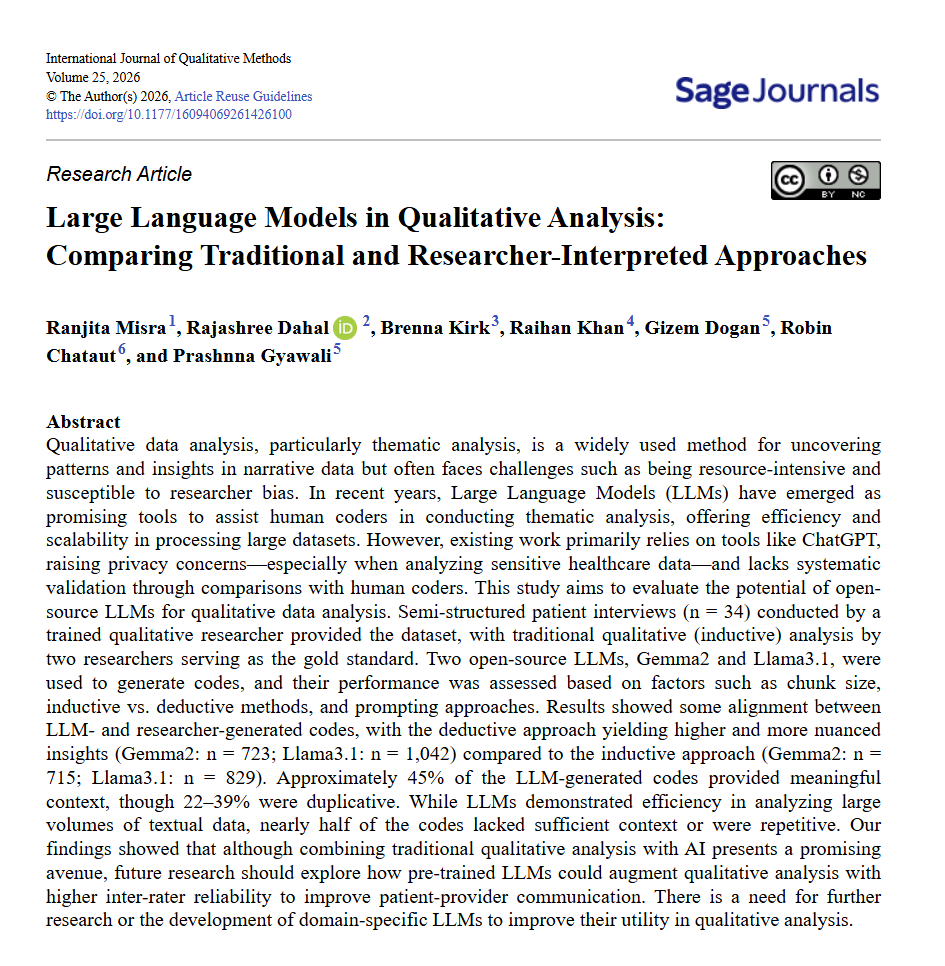 International Journal of Qualitative Methods
Volume 25, 2026
© The Author(s) 2026, Article Reuse Guidelines
https://doi.org/10.1177/16094069261426100
Sage Journals
Research Article
CC BY NC
Large Language Models in Qualitative Analysis:
Comparing Traditional and Researcher-Interpreted Approaches
Ranjita Misra1, Rajashree Dahal iD 2, Brenna Kirk3, Raihan Khan4, Gizem Dogan5, Robin
Chataut6, and Prashnna Gyawali5
Abstract
Qualitative data analysis, particularly thematic analysis, is a widely used method for uncovering
patterns and insights in narrative data but often faces challenges such as being resource-intensive and
susceptible to researcher bias. In recent years, Large Language Models (LLMs) have emerged as
promising tools to assist human coders in conducting thematic analysis, offering efficiency and
scalability in processing large datasets. However, existing work primarily relies on tools like ChatGPT,
raising privacy concerns—especially when analyzing sensitive healthcare data—and lacks systematic
validation through comparisons with human coders. This study aims to evaluate the potential of open-
source LLMs for qualitative data analysis. Semi-structured patient interviews (n = 34) conducted by a
trained qualitative researcher provided the dataset, with traditional qualitative (inductive) analysis by
two researchers serving as the gold standard. Two open-source LLMs, Gemma2 and Llama3.1, were
used to generate codes, and their performance was assessed based on factors such as chunk size,
inductive vs. deductive methods, and prompting approaches. Results showed some alignment between
LLM- and researcher-generated codes, with the deductive approach yielding higher and more nuanced
insights (Gemma2: n = 723; Llama3.1: n = 1,042) compared to the inductive approach (Gemma2: n =
715; Llama3.1: n = 829). Approximately 45% of the LLM-generated codes provided meaningful
context, though 22–39% were duplicative. While LLMs demonstrated efficiency in analyzing large
volumes of textual data, nearly half of the codes lacked sufficient context or were repetitive. Our
findings showed that although combining traditional qualitative analysis with AI presents a promising
avenue, future research should explore how pre-trained LLMs could augment qualitative analysis with
higher inter-rater reliability to improve patient-provider communication. There is a need for further
research or the development of domain-specific LLMs to improve their utility in qualitative analysis.